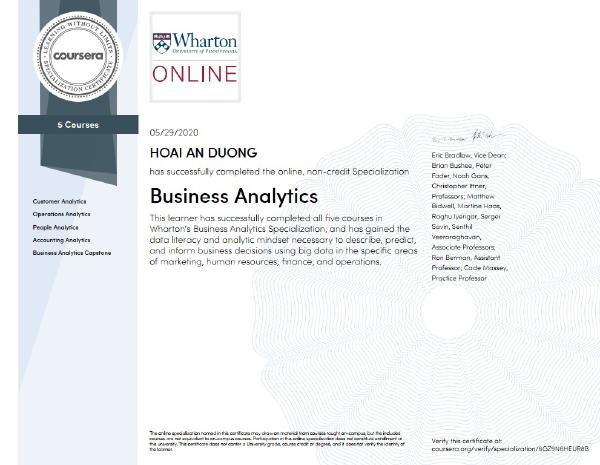 LEARNING WITHOUT LIMITS
coursera
SPECIALIZATION CERTIFICATE
5 Courses
Customer Analytics
Operations Analytics
People Analytics
Accounting Analytics
Business Analytics Capstone
Wharton
UNIVERSITY of PENNSYLVANIA
ONLINE
05/29/2020
HOAI AN DUONG
has successfully completed the online, non-credit Specialization
Business Analytics
This learner has successfully completed all five courses in
Wharton's Business Analytics Specialization, and has gained the
data literacy and analytic mindset necessary to describe, predict,
and inform business decisions using big data in the specific areas
of marketing, human resources, finance, and operations.
Eric Bradlow, Vice Dean;
Brian Bushee, Peter
Fader, Noah Gans,
Christopher Ittner,
Professors; Matthew
Bidwell, Martine Haas,
Raghu Iyengar, Sergei
Savin, Senthil
Veeraraghavan,
Associate Professors;
Ron Berman, Assistant
Professor; Cade Massey,
Practice Professor
The online specialization named in this certificate may draw on material from courses taught on-campus, but the included
courses are not equivalent to on-campus courses. Participation in this online specialization does not constitute enrollment at
this university. This certificate does not confer a University grade, course credit or degree, and it does not verify the identity of
the learner.
Verify this certificate at:
coursera.org/verify/specialization/